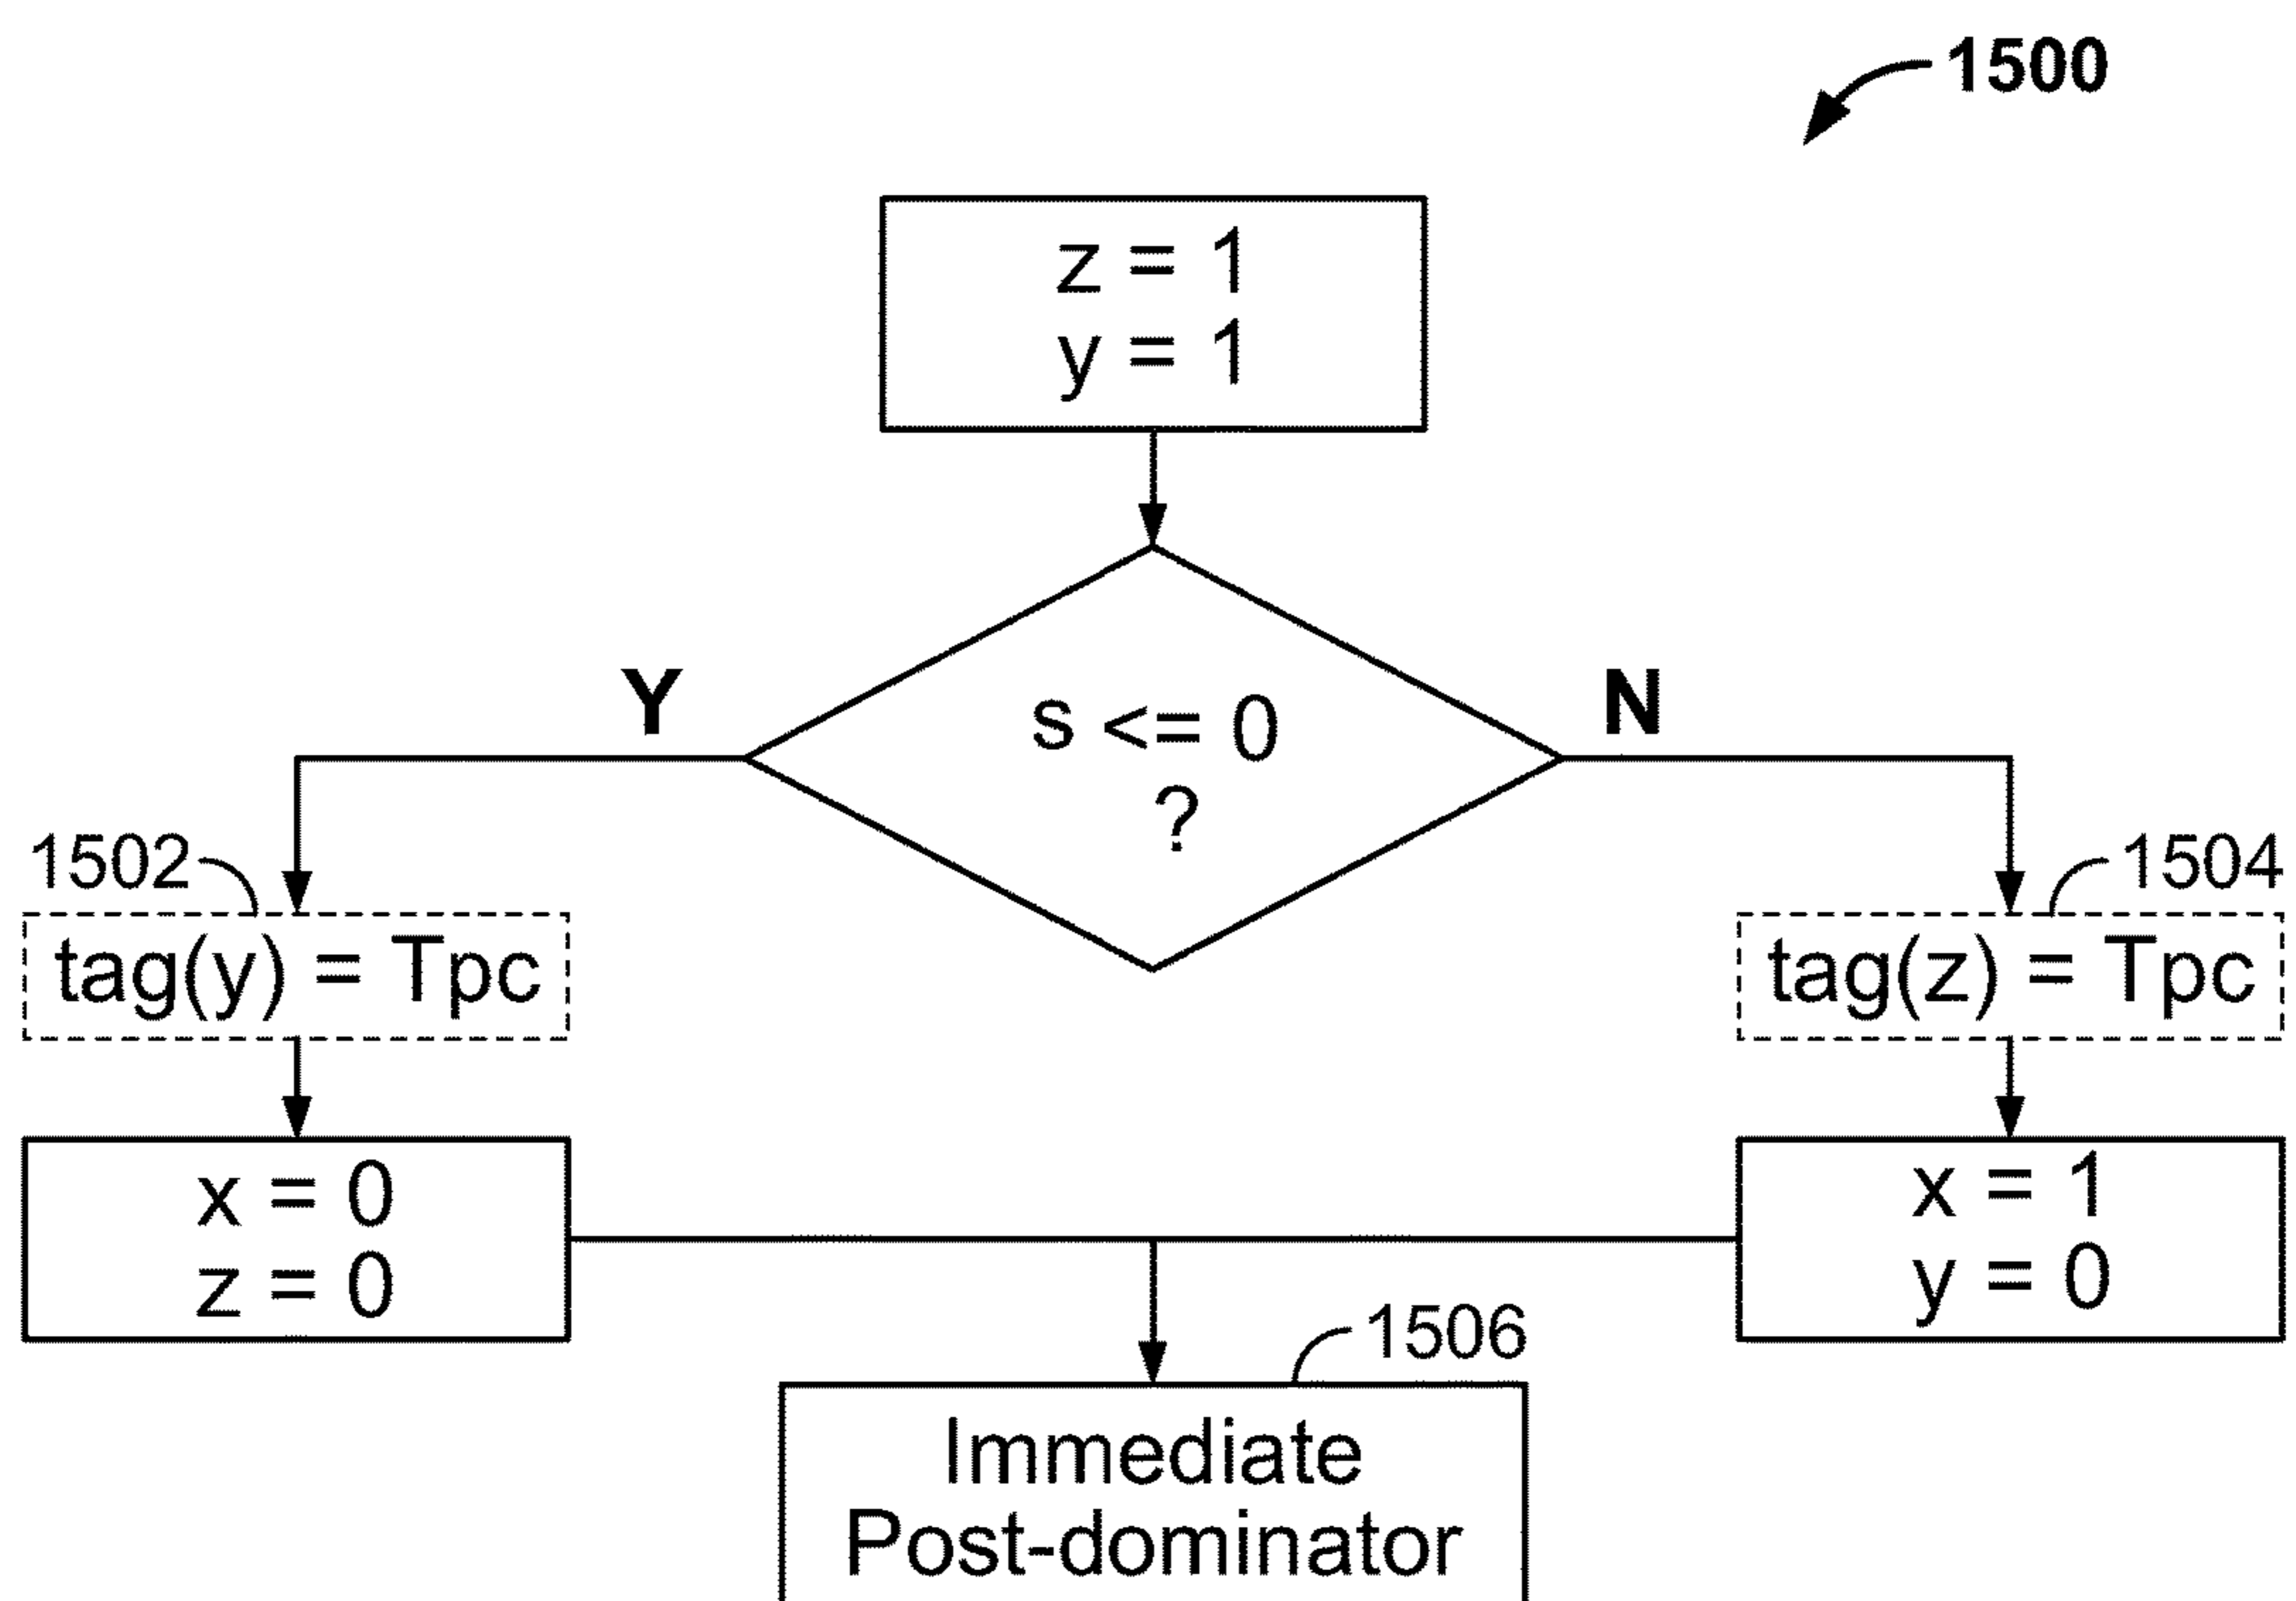 1500
z = 1
y = 1
Y
s <= 0
?
N
1502
tag(y) = Tpc
1504
tag(z) = Tpc
x = 0
z = 0
x = 1
y = 0
1506
Immediate
Post-dominator